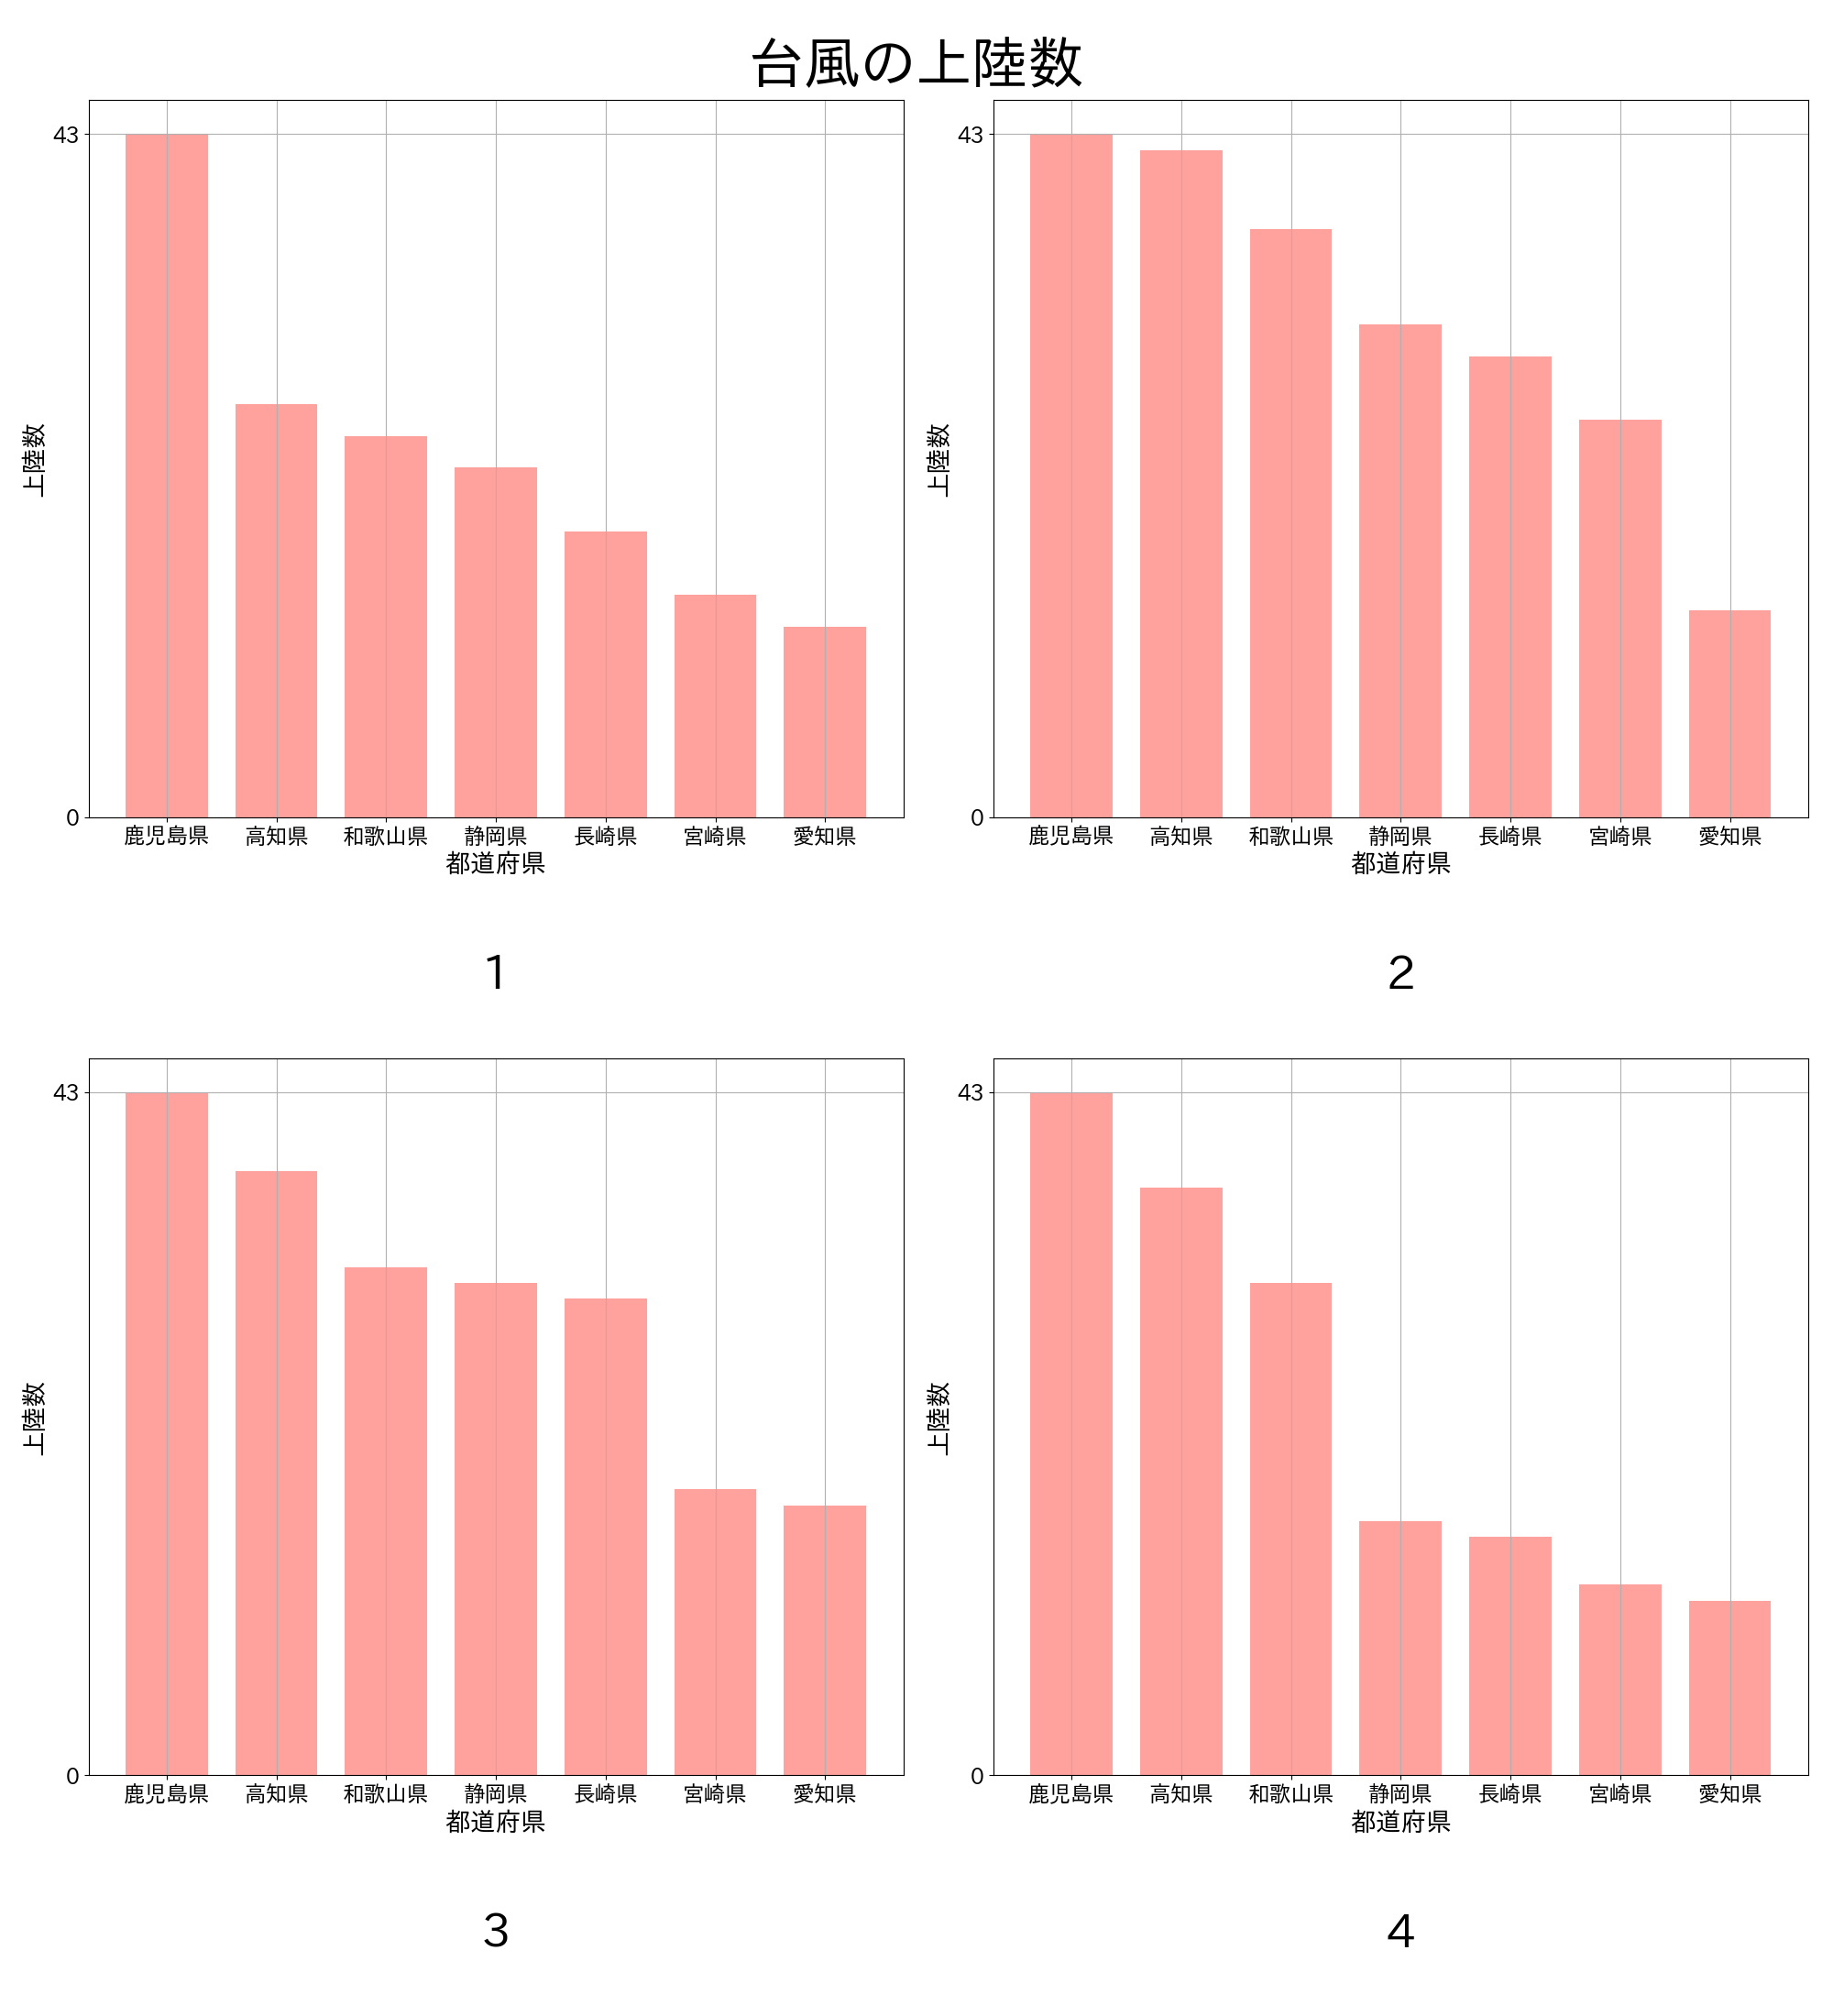 台風の上陸数
43
0
上陸数
鹿児島県 高知県 和歌山県 静岡県 長崎県 宮崎県 愛知県
都道府県
1
43
0
上陸数
鹿児島県 高知県 和歌山県 静岡県 長崎県 宮崎県 愛知県
都道府県
2
43
0
上陸数
鹿児島県 高知県 和歌山県 静岡県 長崎県 宮崎県 愛知県
都道府県
3
43
0
上陸数
鹿児島県 高知県 和歌山県 静岡県 長崎県 宮崎県 愛知県
都道府県
4